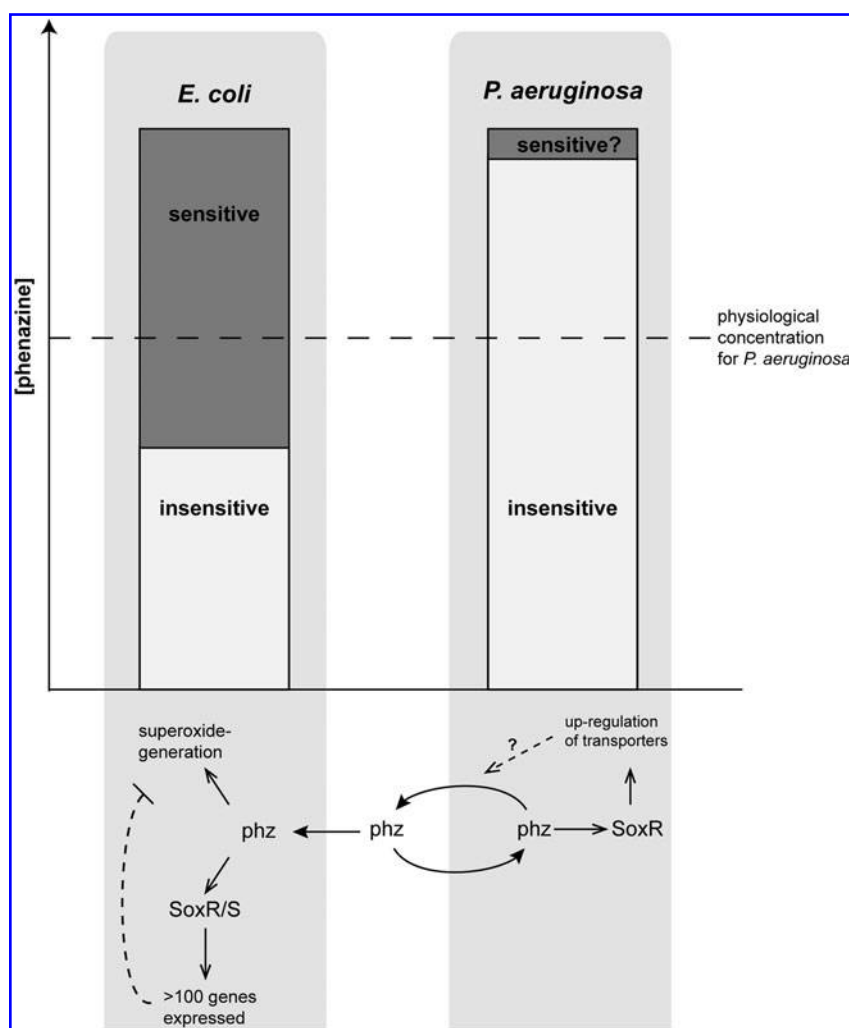 E. coli
P. aeruginosa
sensitive?
sensitive
[phenazine]
physiological
concentration
for P. aeruginosa
insensitive
insensitive
superoxide-
generation
up-regulation
of transporters
?
phz
phz
phz
SoxR
SoxR/S
>100 genes
expressed